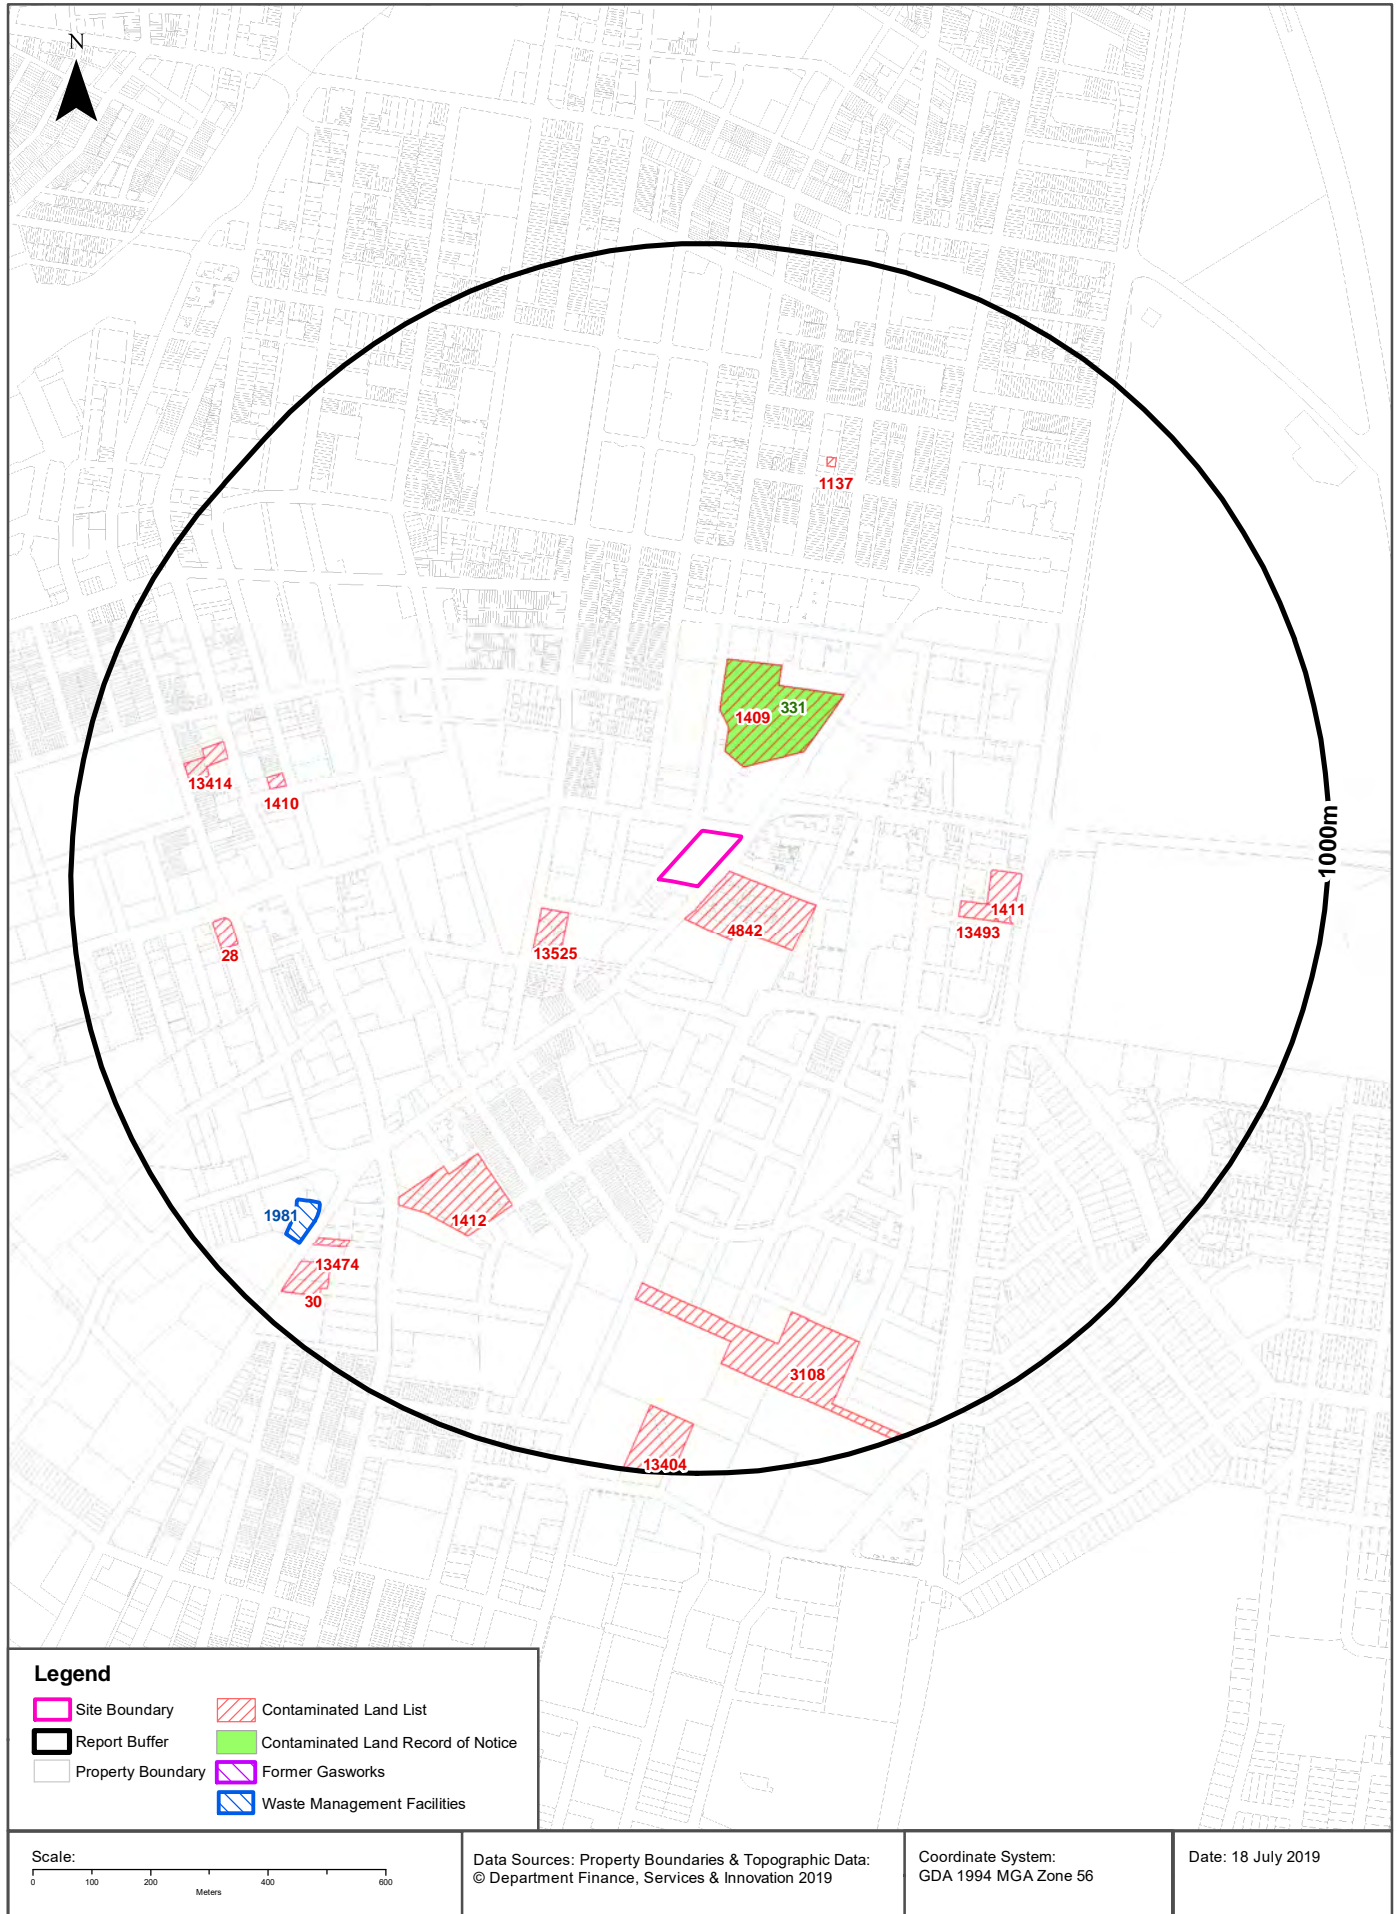 N
1000m
1137
331
1409
13414
1410
1411
13493
4842
13525
28
1981
1412
13474
30
3108
13404
Legend
Site Boundary
Contaminated Land List
Report Buffer
Contaminated Land Record of Notice
Property Boundary
Former Gasworks
Waste Management Facilities
Scale:
0 100 200 400 600
Meters
Data Sources: Property Boundaries & Topographic Data:
© Department Finance, Services & Innovation 2019
Coordinate System:
GDA 1994 MGA Zone 56
Date: 18 July 2019